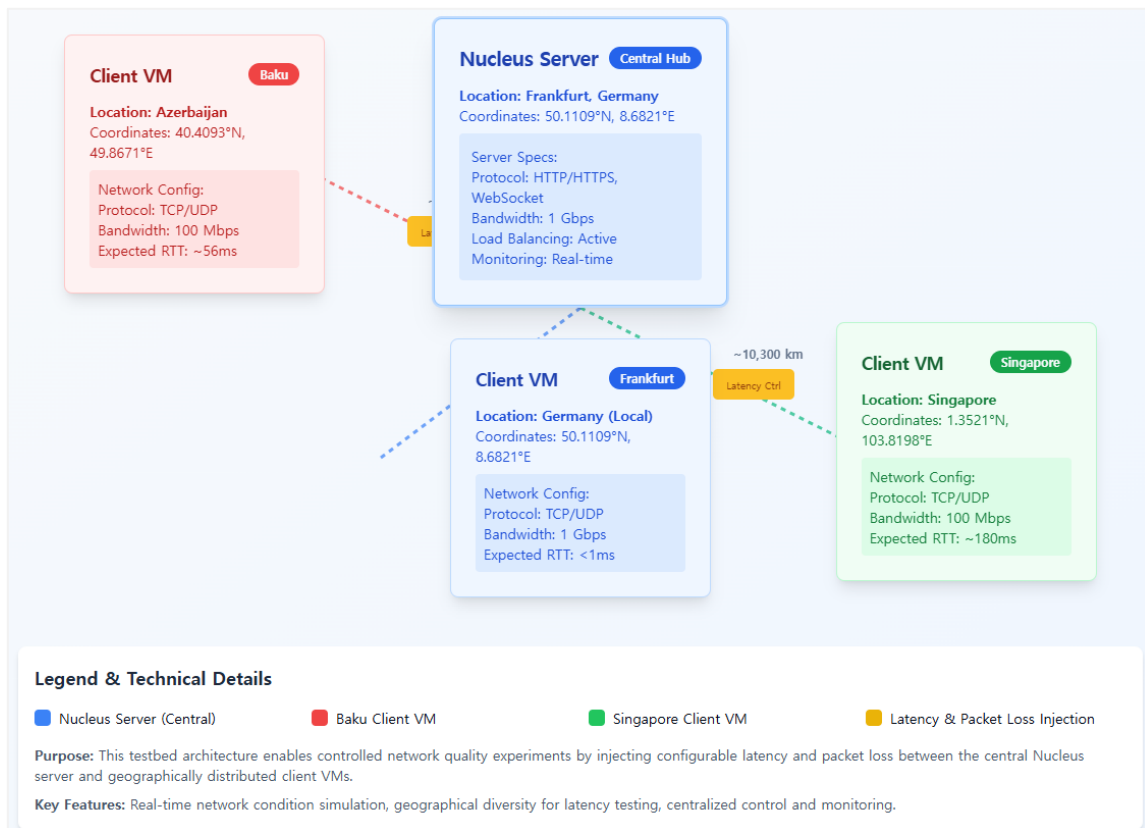 Client VM
Baku
Location: Azerbaijan
Coordinates: 40.4093°N,
49.8671°E
Network Config:
Protocol: TCP/UDP
Bandwidth: 100 Mbps
Expected RTT: ~56ms
Nucleus Server
Central Hub
Location: Frankfurt, Germany
Coordinates: 50.1109°N, 8.6821°E
Server Specs:
Protocol: HTTP/HTTPS,
WebSocket
Bandwidth: 1 Gbps
Load Balancing: Active
Monitoring: Real-time
Client VM
Frankfurt
Location: Germany (Local)
Coordinates: 50.1109°N,
8.6821°E
Network Config:
Protocol: TCP/UDP
Bandwidth: 1 Gbps
Expected RTT: <1ms
~10,300 km
Latency Ctrl
Client VM
Singapore
Location: Singapore
Coordinates: 1.3521°N,
103.8198°E
Network Config:
Protocol: TCP/UDP
Bandwidth: 100 Mbps
Expected RTT: ~180ms
Legend & Technical Details
Nucleus Server (Central)
Baku Client VM
Singapore Client VM
Latency & Packet Loss Injection
Purpose: This testbed architecture enables controlled network quality experiments by injecting configurable latency and packet loss between the central Nucleus
server and geographically distributed client VMs.
Key Features: Real-time network condition simulation, geographical diversity for latency testing, centralized control and monitoring.